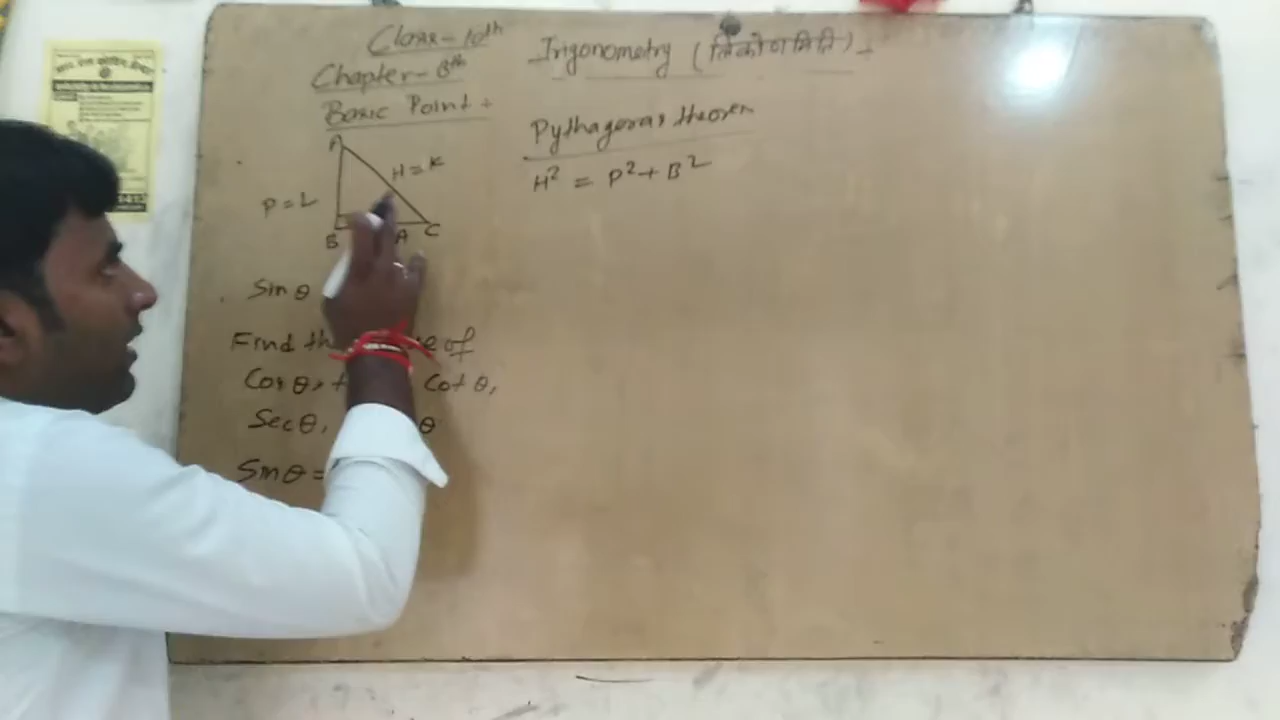 Class - 10th
Chapter - 8th
Trigonometry (त्रिकोणमिति) -
Basic Point :
Pythagoras theorem
H² = P² + B²
A
H = K
P = L
B
A
C
Sin θ
Find th of
Cos θ, Cot θ,
Sec θ, θ
Sin θ =